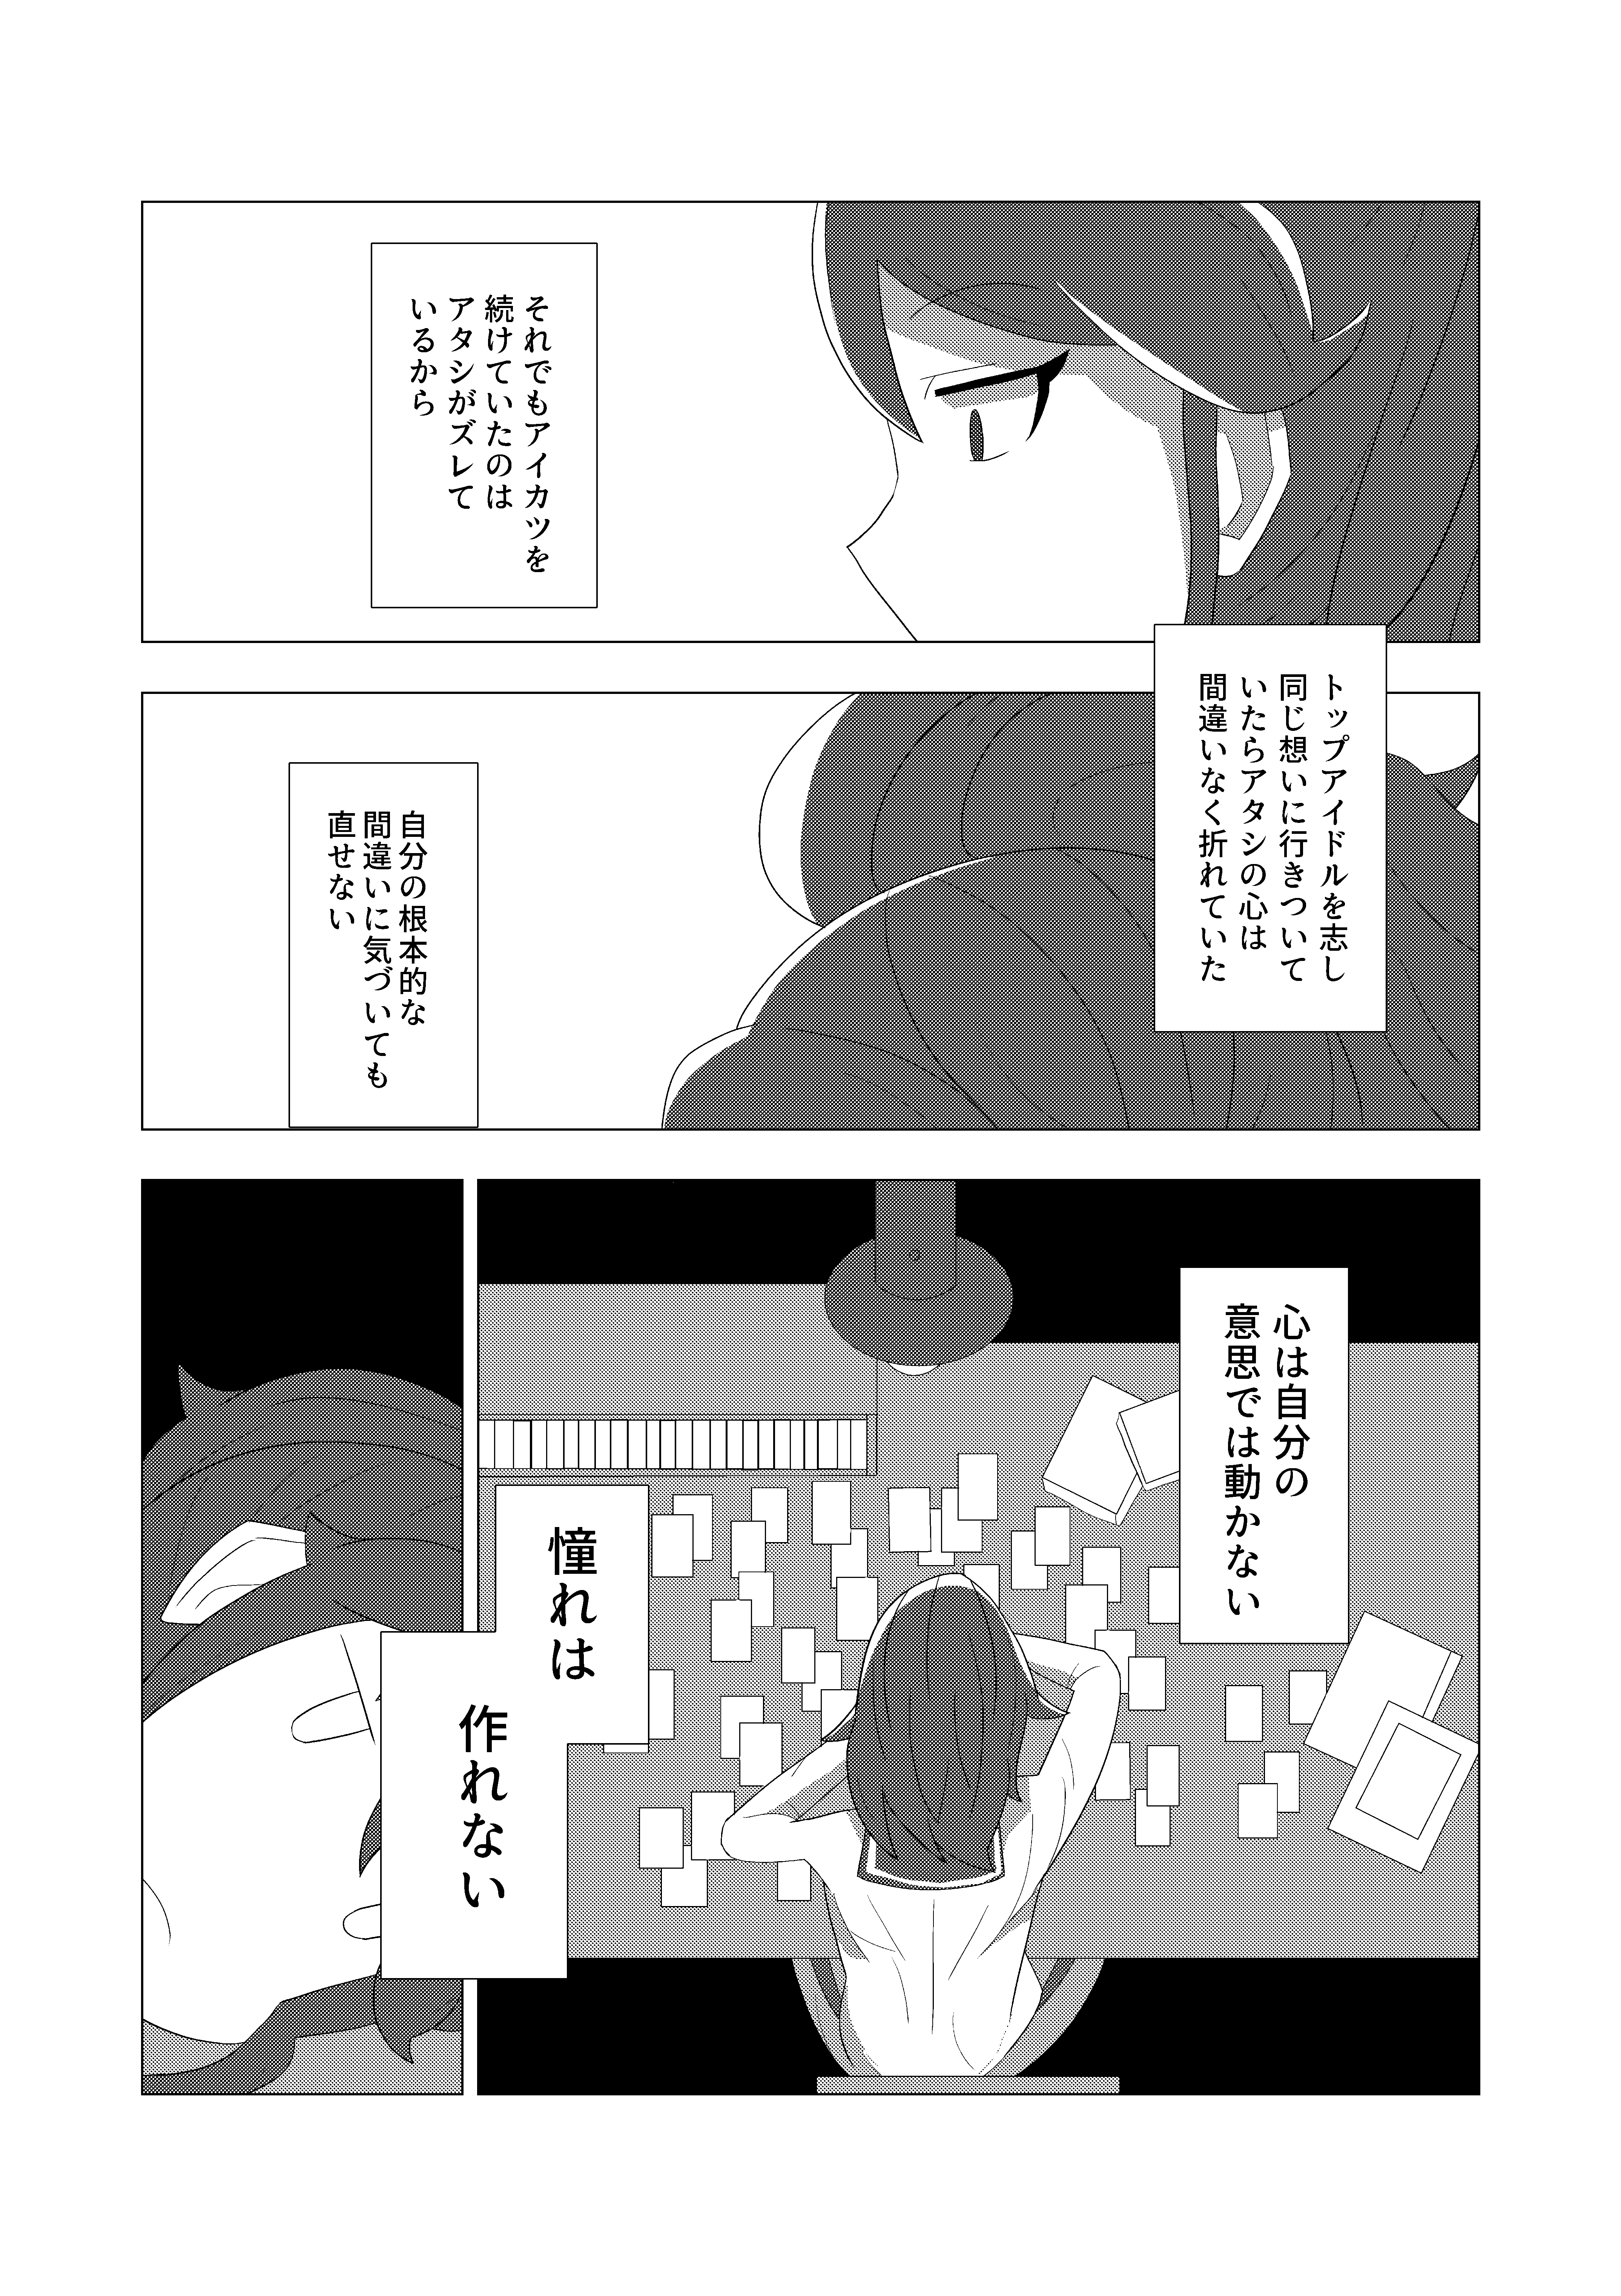 それでもアイカツを
続けていたのは
アタシがズレて
いるから
トップアイドルを志し
同じ想いに行きついて
いたらアタシの心は
間違いなく折れていた
自分の根本的な
間違いに気づいても
直せない
心は自分の
意思では動かない
憧れは
作れない